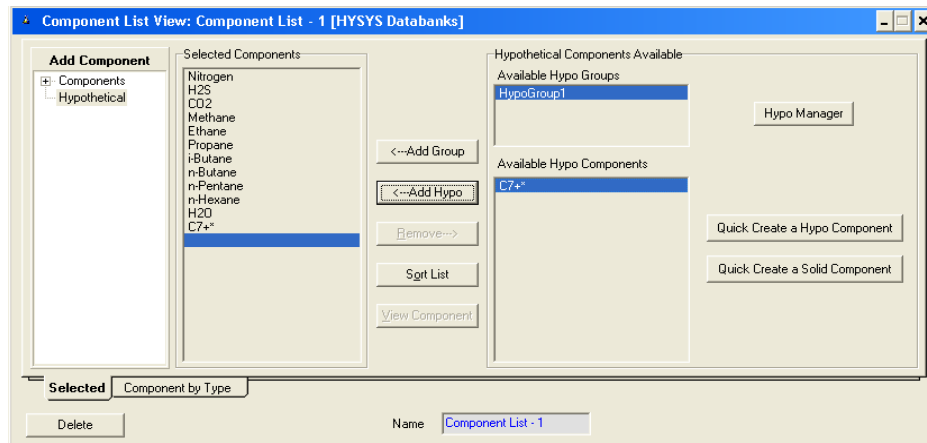 Component List View: Component List - 1 [HYSYS Databanks]
Add Component
Components
Hypothetical
Selected Components
Nitrogen
H2S
CO2
Methane
Ethane
Propane
i-Butane
n-Butane
n-Pentane
n-Hexane
H2O
C7+*
<---Add Group
<---Add Hypo
Remove--->
Sort List
View Component
Hypothetical Components Available
Available Hypo Groups
HypoGroup1
Hypo Manager
Available Hypo Components
C7+*
Quick Create a Hypo Component
Quick Create a Solid Component
Selected
Component by Type
Delete
Name
Component List - 1